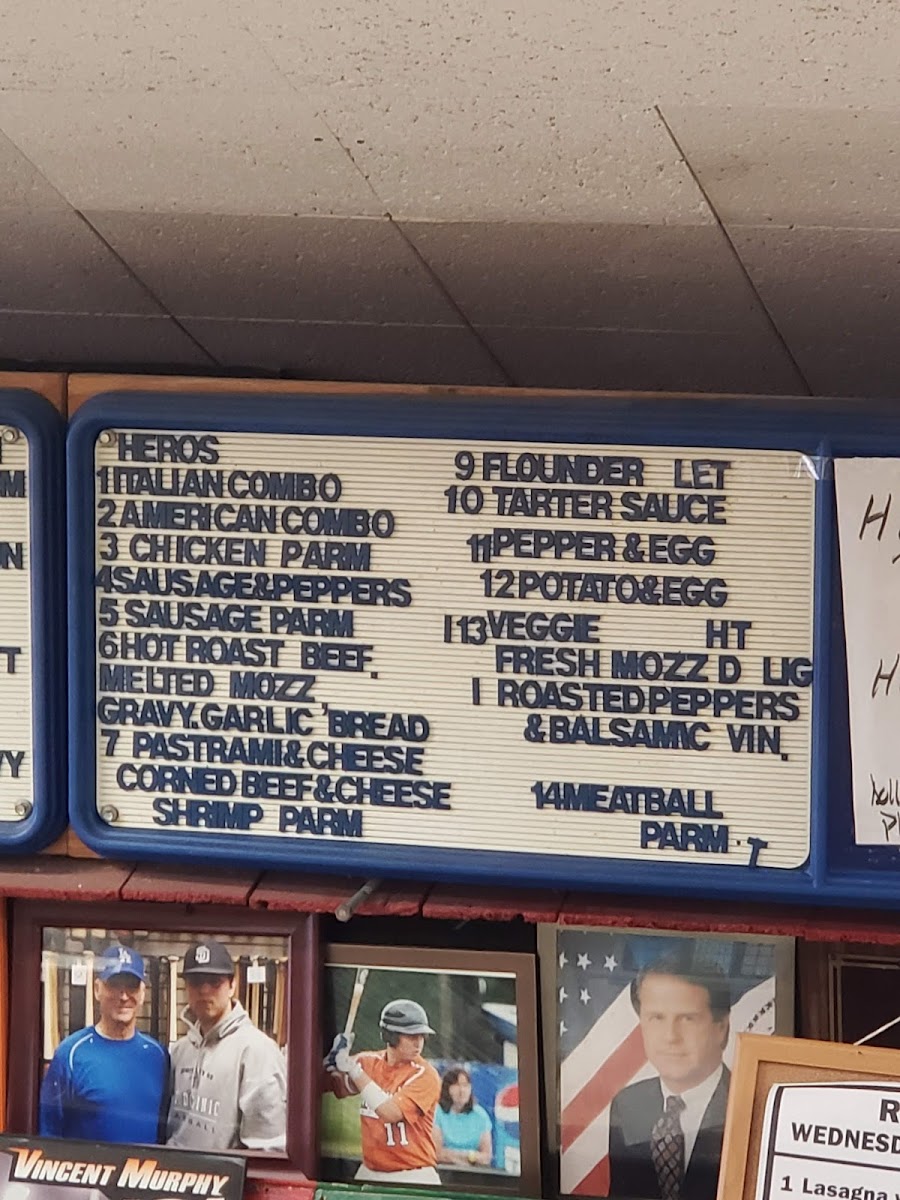 HEROS
1 ITALIAN COMBO
2 AMERICAN COMBO
3 CHICKEN PARM
4 SAUSAGE&PEPPERS
5 SAUSAGE PARM
6 HOT ROAST BEEF.
MELTED MOZZ,
GRAVY.GARLIC 'BREAD
7 PASTRAMI&CHEESE
CORNED BEEF&CHEESE
SHRIMP PARM
9 FLOUNDER LET
10 TARTER SAUCE
11 PEPPER & EGG
12 POTATO&EGG
I 13 VEGGIE HT
FRESH MOZZ D LIG
I ROASTED PEPPERS
& BALSAMIC VIN.
14 MEATBALL
PARM . T
LA
SD
11
VINCENT MURPHY
WEDNESD
1 Lasagna